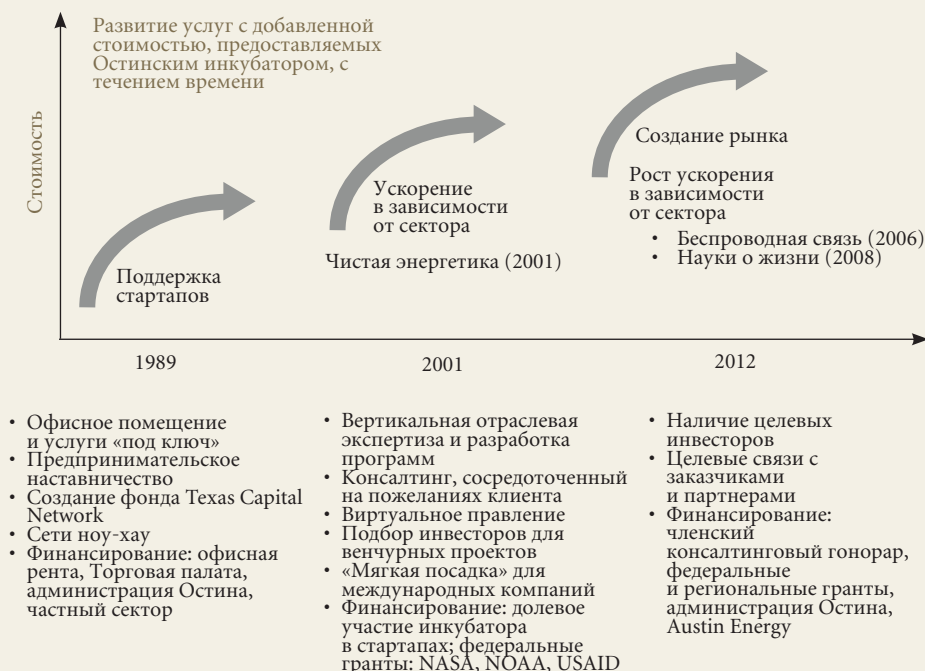 Развитие услуг с добавленной
стоимостью, предоставляемых
Остинским инкубатором, с
течением времени
Стоимость
Поддержка
стартапов
Ускорение
в зависимости
от сектора
Чистая энергетика (2001)
Создание рынка
Рост ускорения
в зависимости
от сектора
• Беспроводная связь (2006)
• Науки о жизни (2008)
1989
2001
2012
• Офисное помещение
и услуги «под ключ»
• Предпринимательское
наставничество
• Создание фонда Texas Capital
Network
• Сети ноу-хау
• Финансирование: офисная
рента, Торговая палата,
администрация Остина,
частный сектор
• Вертикальная отраслевая
экспертиза и разработка
программ
• Консалтинг, сосредоточенный
на пожеланиях клиента
• Виртуальное правление
• Подбор инвесторов для
венчурных проектов
• «Мягкая посадка» для
международных компаний
• Финансирование: долевое
участие инкубатора
в стартапах; федеральные
гранты: NASA, NOAA, USAID
• Наличие целевых
инвесторов
• Целевые связи с
заказчиками
и партнерами
• Финансирование:
членский
консалтинговый гонорар,
федеральные
и региональные гранты,
администрация Остина,
Austin Energy